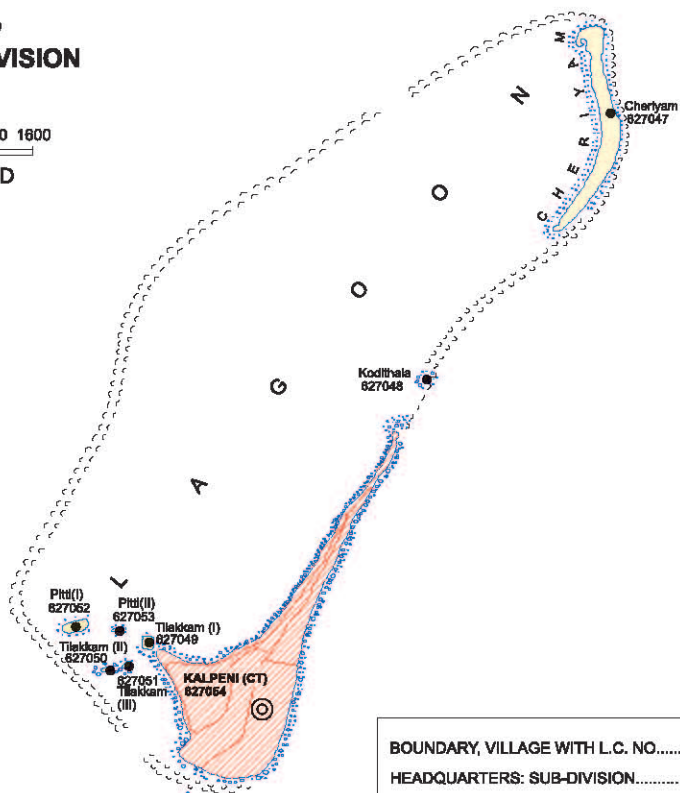 VISION
0 1600
D
LAGOON
CHERIYAM
Cheriyam
627047
Kodithala
627048
Pitti(I)
627052
Pitti(II)
627053
Tilakkam (I)
627049
Tilakkam (II)
627050
627051
Tilakkam
(III)
KALPENI (CT)
627054
BOUNDARY, VILLAGE WITH L.C. NO......
HEADQUARTERS: SUB-DIVISION..........